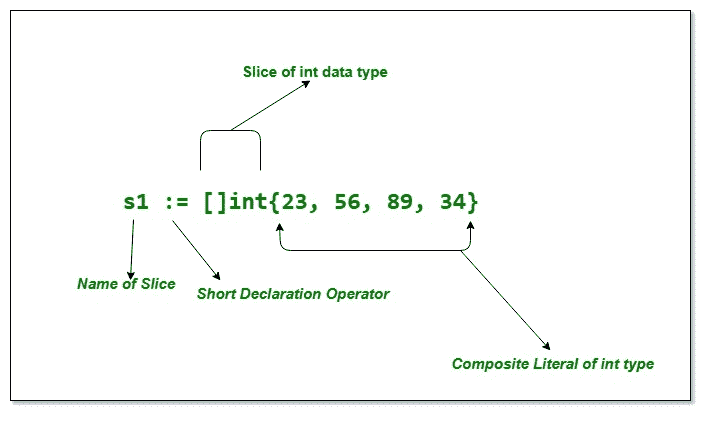 Slice of int data type
s1 := []int{23, 56, 89, 34}
Name of Slice
Short Declaration Operator
Composite Literal of int type